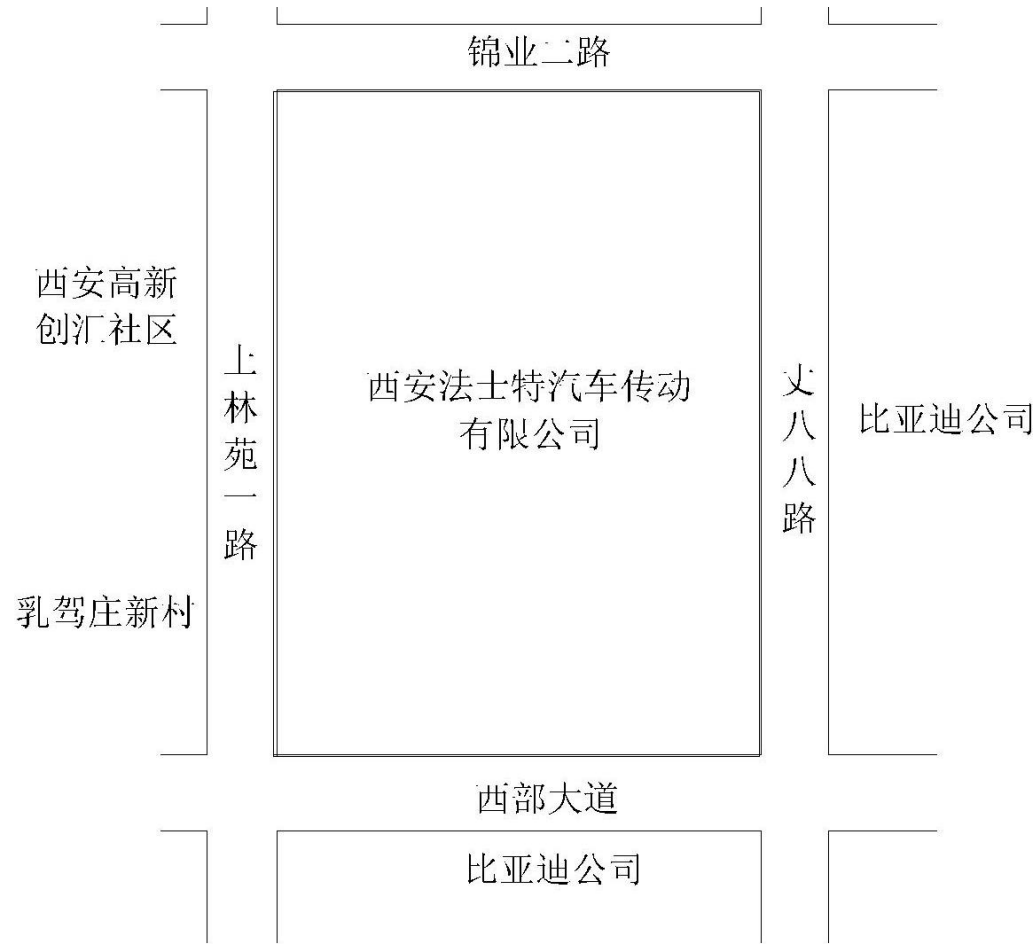 锦业二路
西安高新
创汇社区
上林苑一路
西安法士特汽车传动
有限公司
丈八八路
比亚迪公司
乳驾庄新村
西部大道
比亚迪公司